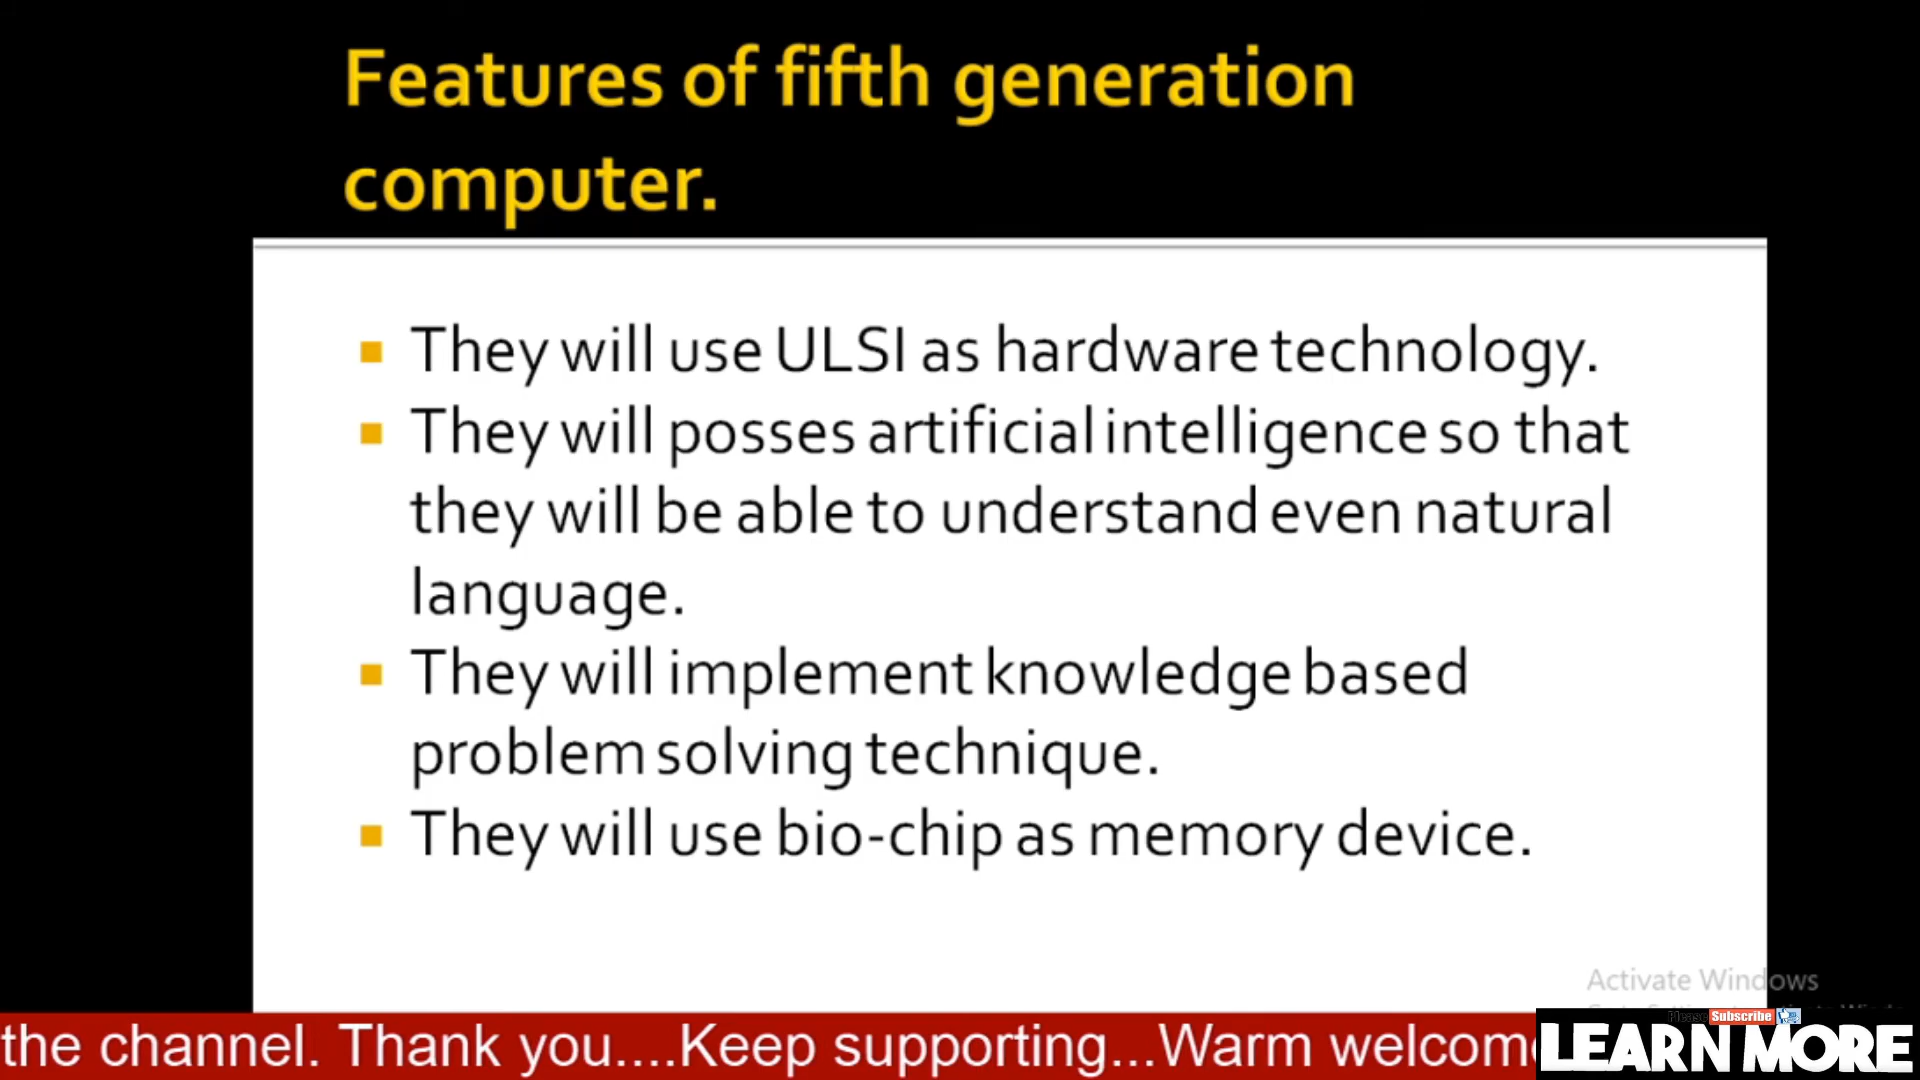 Features of fifth generation
computer.
They will use ULSI as hardware technology.
They will posses artificial intelligence so that
they will be able to understand even natural
language.
They will implement knowledge based
problem solving technique.
They will use bio-chip as memory device.
Activate Windows
Please Subscribe
the channel. Thank you....Keep supporting...Warm welcome
LEARN MORE